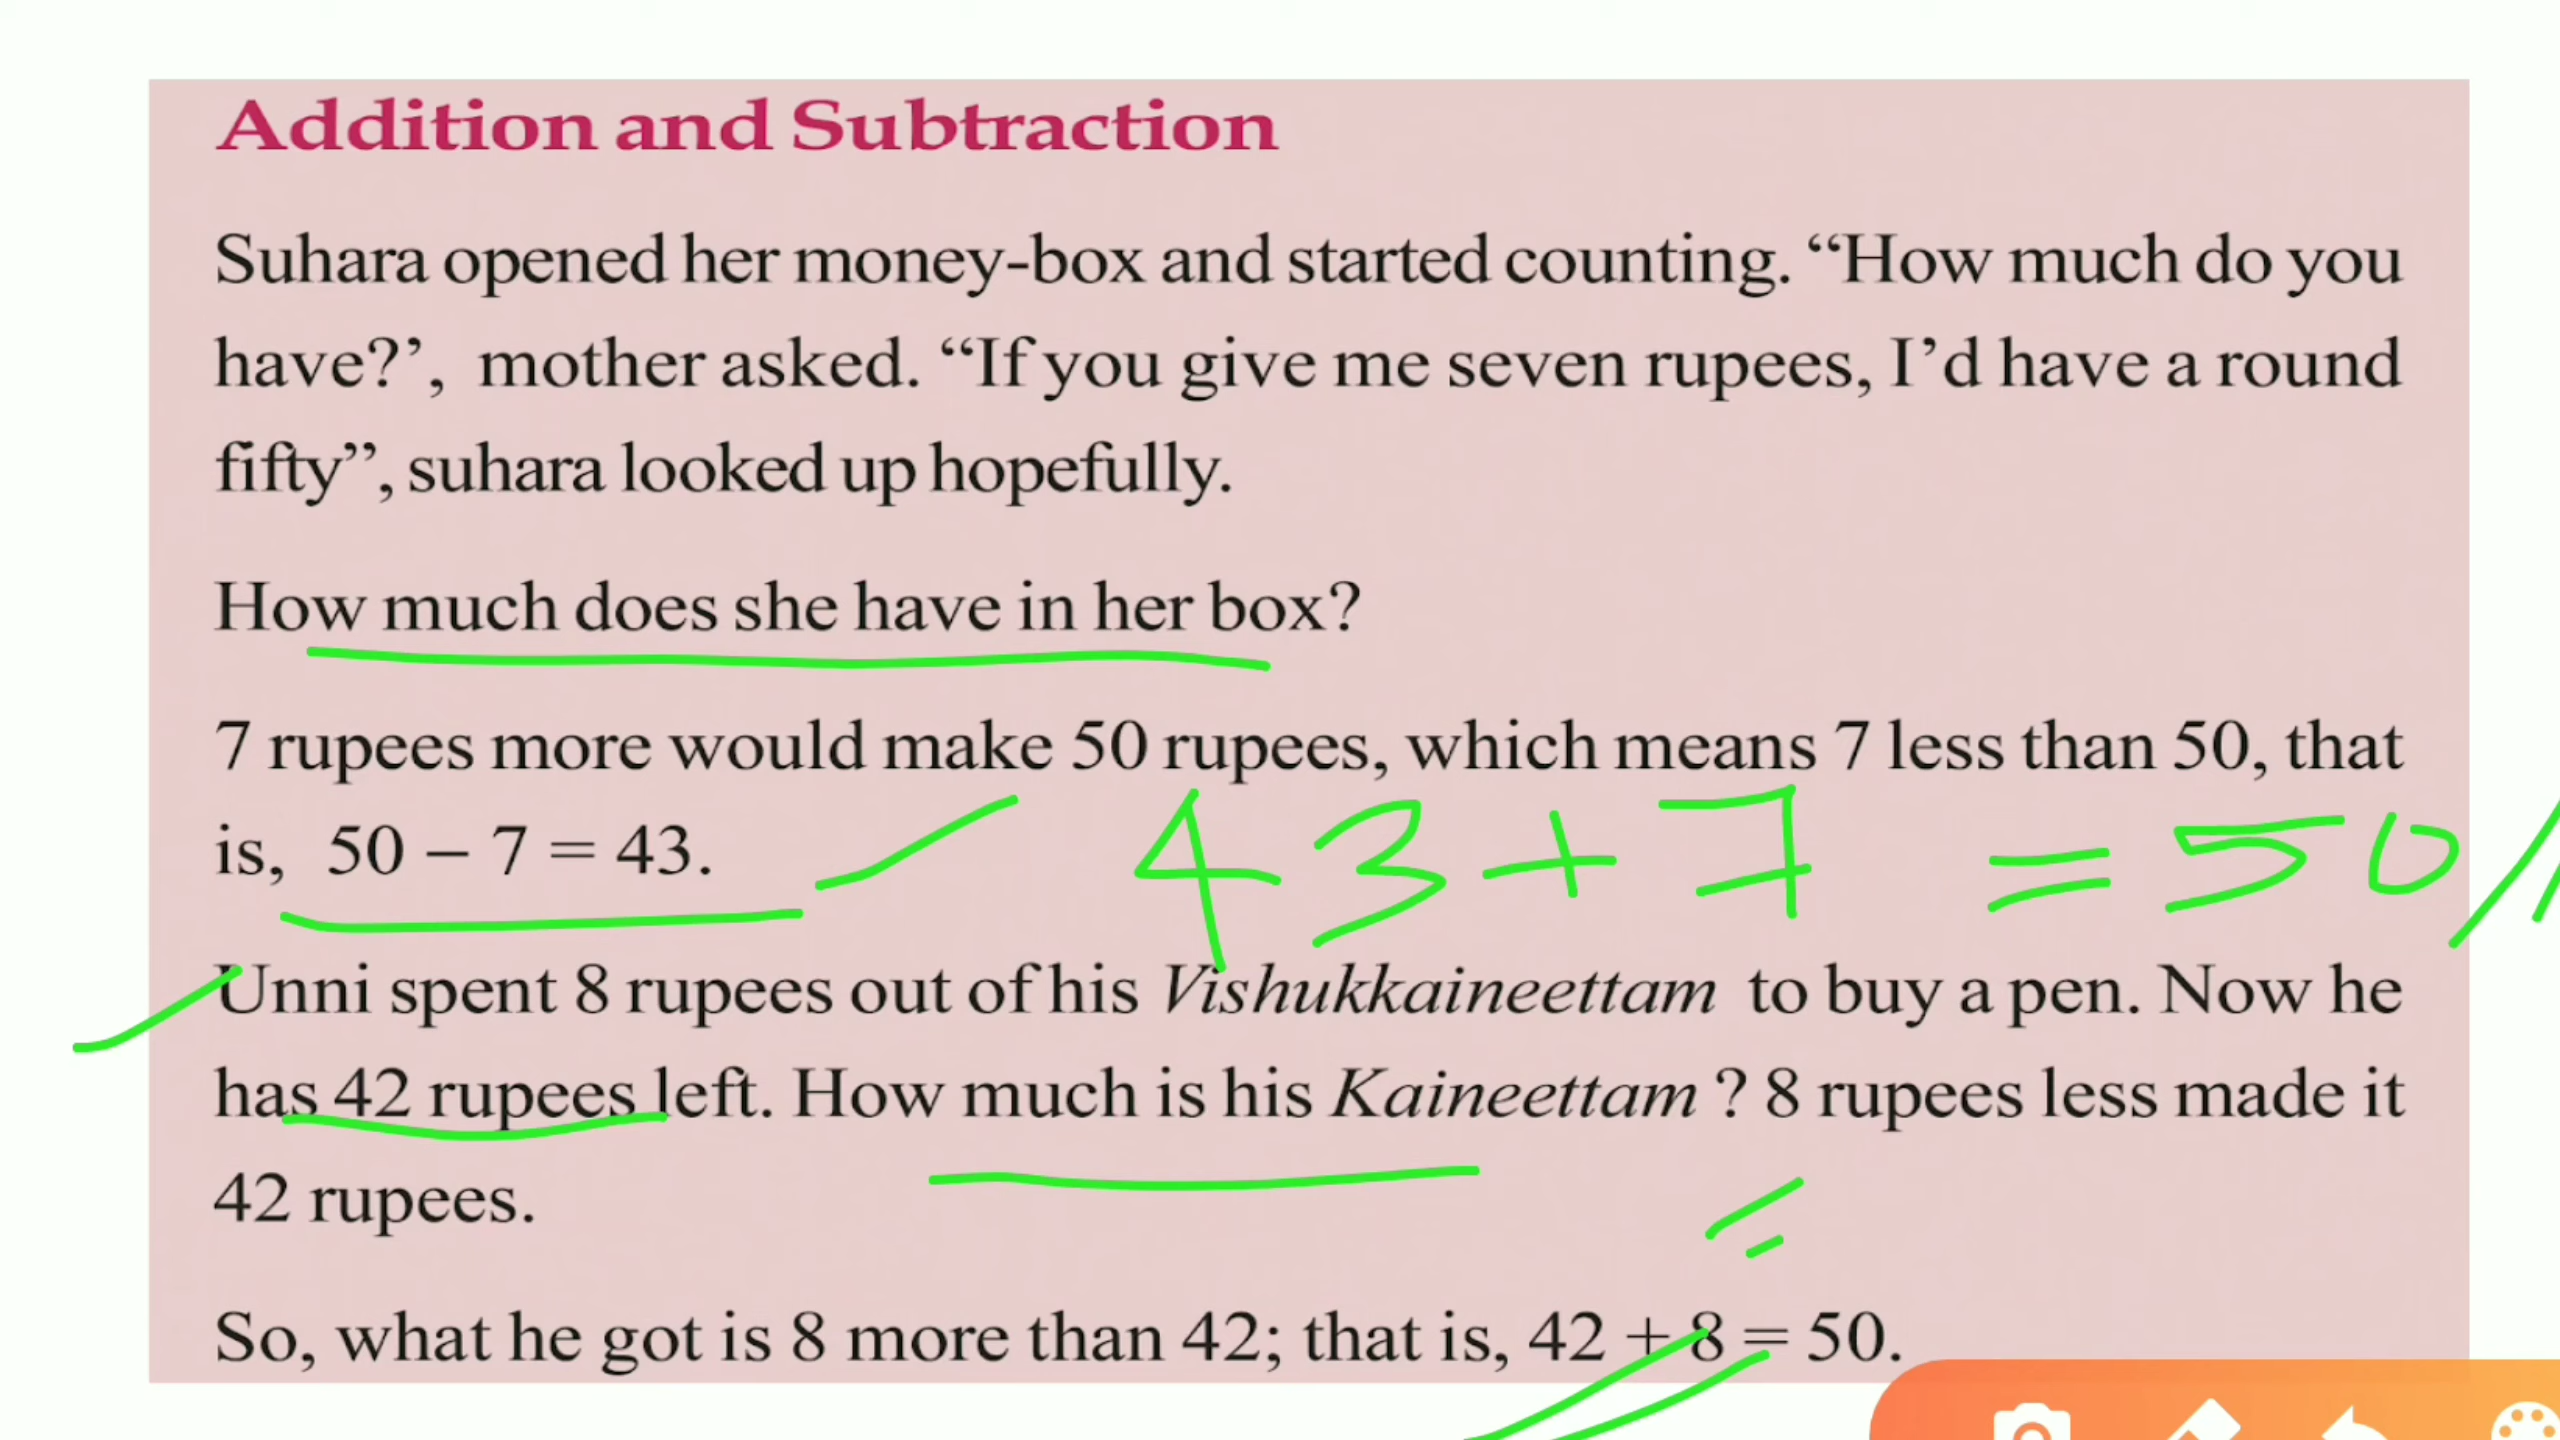 Addition and Subtraction
Suhara opened her money-box and started counting. “How much do you
have?’, mother asked. “If you give me seven rupees, I’d have a round
fifty”, suhara looked up hopefully.
How much does she have in her box?
7 rupees more would make 50 rupees, which means 7 less than 50, that
is, 50 – 7 = 43.
43 + 7 = 50
Unni spent 8 rupees out of his Vishukkaineettam to buy a pen. Now he
has 42 rupees left. How much is his Kaineettam ? 8 rupees less made it
42 rupees.
So, what he got is 8 more than 42; that is, 42 + 8 = 50.